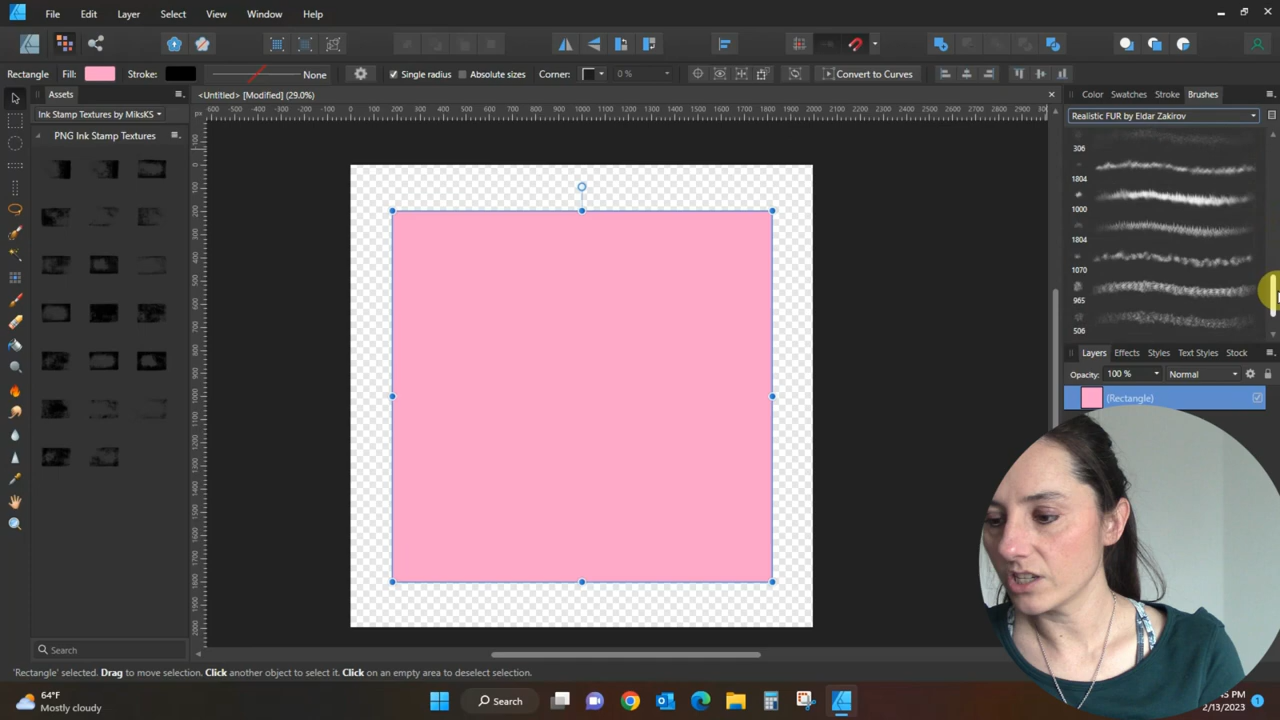 File Edit Layer Select View Window Help
Rectangle Fill: Stroke: None Single radius Absolute sizes Corner: 0 % Convert to Curves
Assets
<Untitled> [Modified] (29.0%)
Color Swatches Stroke Brushes
Ink Stamp Textures by MiksKS
Realistic FUR by Eldar Zakirov
PNG Ink Stamp Textures
306
1804
1000
1804
1070
965
506
Layers Effects Styles Text Styles Stock
Opacity: 100 % Normal
(Rectangle)
Search
'Rectangle' selected. Drag to move selection. Click another object to select it. Click on an empty area to deselect selection.
64°F
Mostly cloudy
Search
:45 PM
2/13/2023